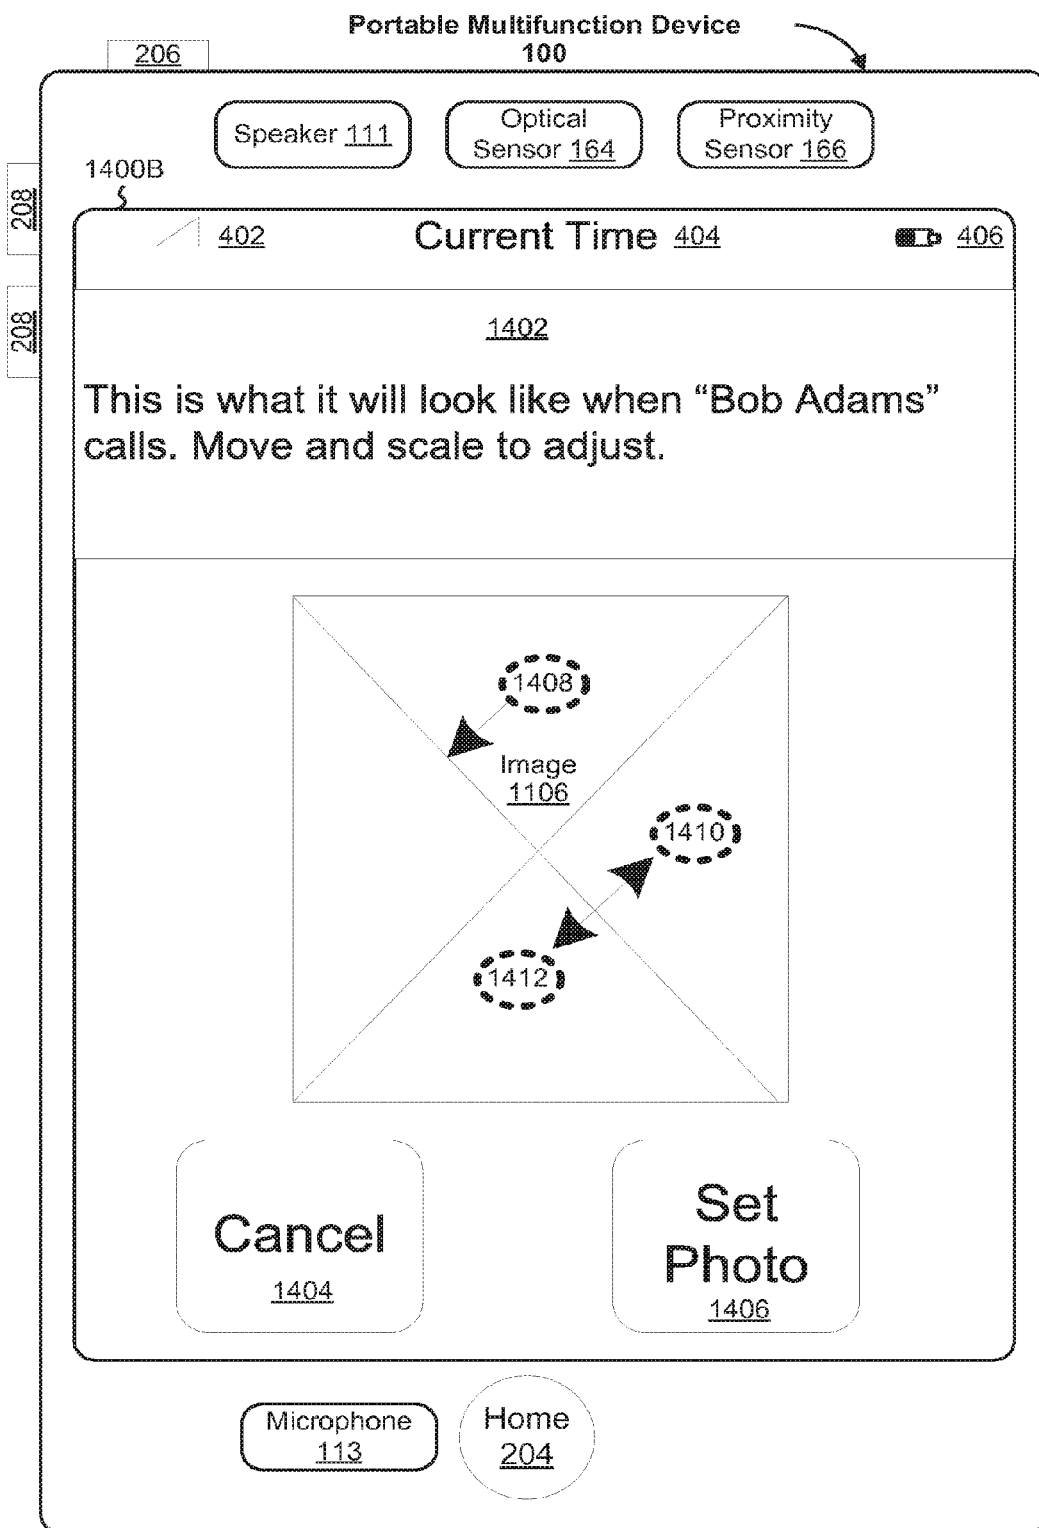 Portable Multifunction Device
100
206
Speaker 111
Optical
Sensor 164
Proximity
Sensor 166
1400B
208
402
Current Time 404
406
208
1402
This is what it will look like when “Bob Adams”
calls. Move and scale to adjust.
1408
Image
1106
1410
1412
Cancel
1404
Set
Photo
1406
Microphone
113
Home
204